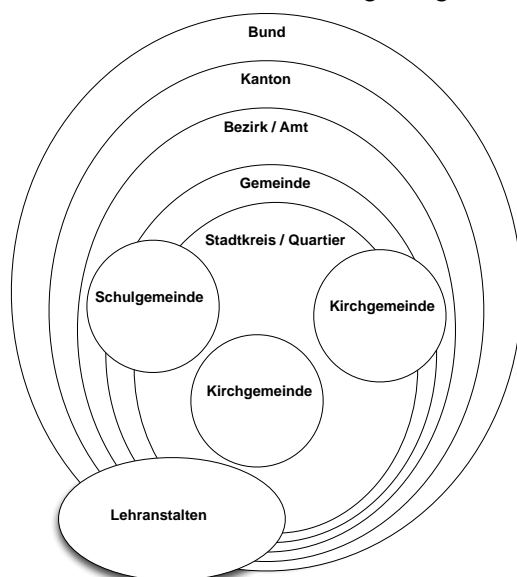 Bund
Kanton
Bezirk / Amt
Gemeinde
Stadtkreis / Quartier
Schulgemeinde
Kirchgemeinde
Kirchgemeinde
Lehranstalten